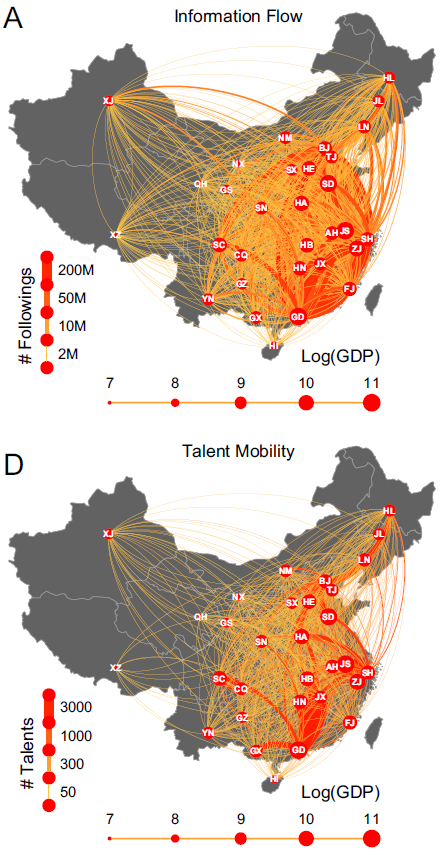 A
Information Flow
HL
XJ
JL
LN
NM
BJ
TJ
NX
SX
HE
QH
GS
SD
SN
HA
XZ
AH
JS
SH
SC
HB
ZJ
CQ
HN
JX
GZ
FJ
YN
GX
GD
HI
# Followings
200M
50M
10M
2M
Log(GDP)
7
8
9
10
11
D
Talent Mobility
HL
XJ
JL
LN
NM
BJ
TJ
NX
SX
HE
QH
GS
SD
SN
HA
XZ
AH
JS
SH
SC
HB
ZJ
CQ
HN
JX
GZ
FJ
YN
GX
GD
HI
# Talents
3000
1000
300
50
Log(GDP)
7
8
9
10
11